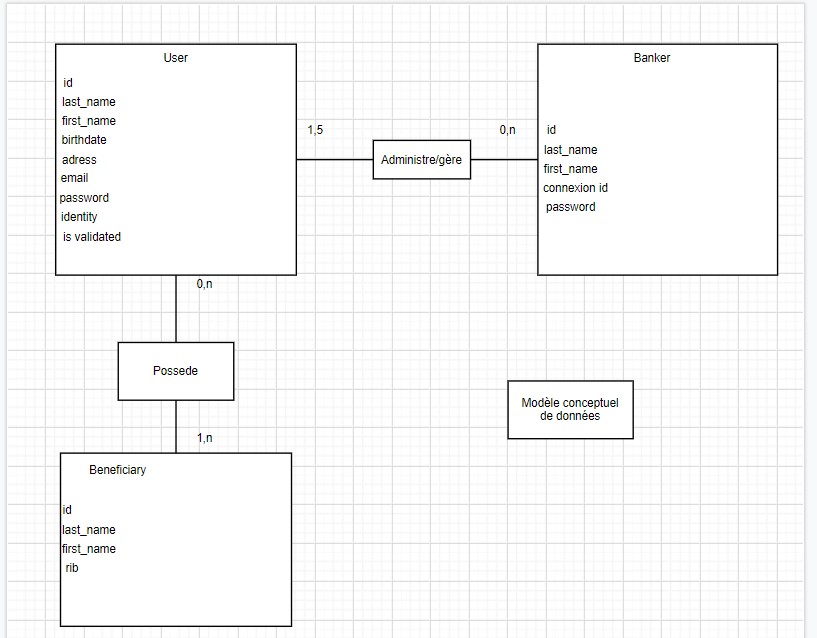 User
id
last_name
first_name
birthdate
adress
email
password
identity
is validated
1,5
Administre/gère
0,n
Banker
id
last_name
first_name
connexion id
password
0,n
Possede
1,n
Modèle conceptuel
de données
Beneficiary
id
last_name
first_name
rib